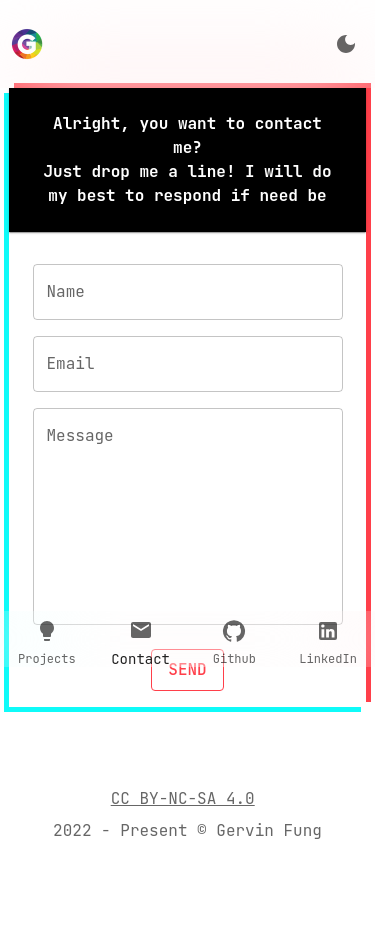 G
Alright, you want to contact
me?
Just drop me a line! I will do
my best to respond if need be
Name
Email
Message
Projects
Contact
Github
LinkedIn
SEND
CC BY-NC-SA 4.0
2022 - Present © Gervin Fung